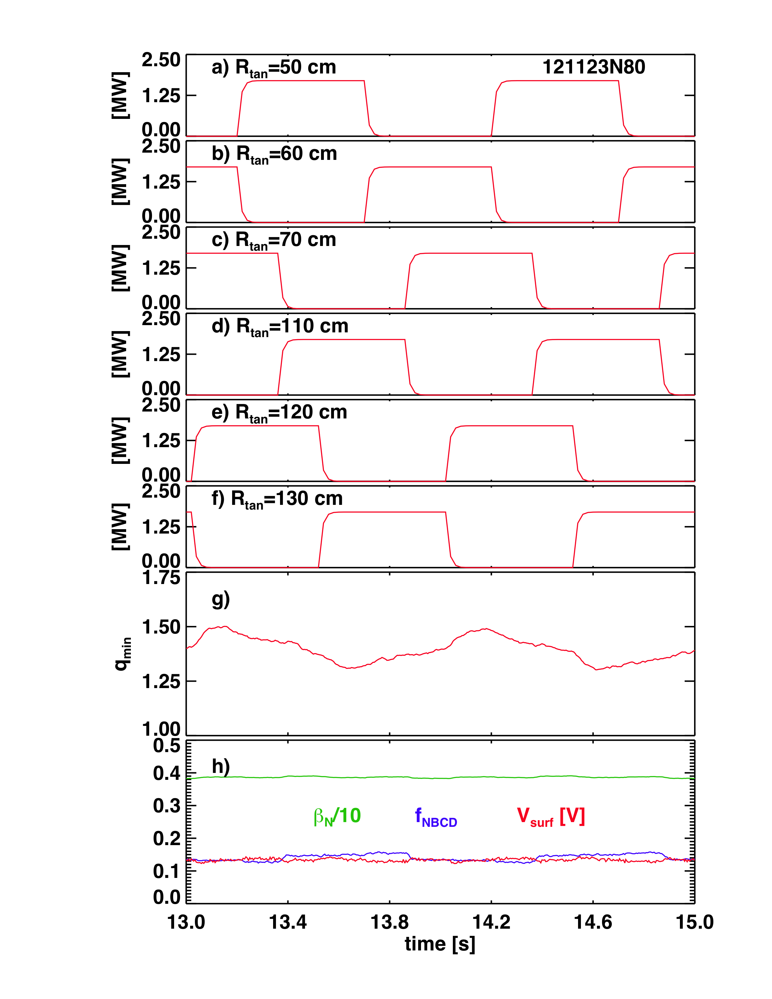 2.50
a) Rtan=50 cm 121123N80
[MW]
1.25
0.00
2.50
b) Rtan=60 cm
[MW]
1.25
0.00
2.50
c) Rtan=70 cm
[MW]
1.25
0.00
2.50
d) Rtan=110 cm
[MW]
1.25
0.00
2.50
e) Rtan=120 cm
[MW]
1.25
0.00
2.50
f) Rtan=130 cm
[MW]
1.25
0.00
1.75
g)
1.50
qmin
1.25
1.00
0.5
h)
0.4
0.3
βN/10 fNBCD Vsurf [V]
0.2
0.1
0.0
13.0 13.4 13.8 14.2 14.6 15.0
time [s]